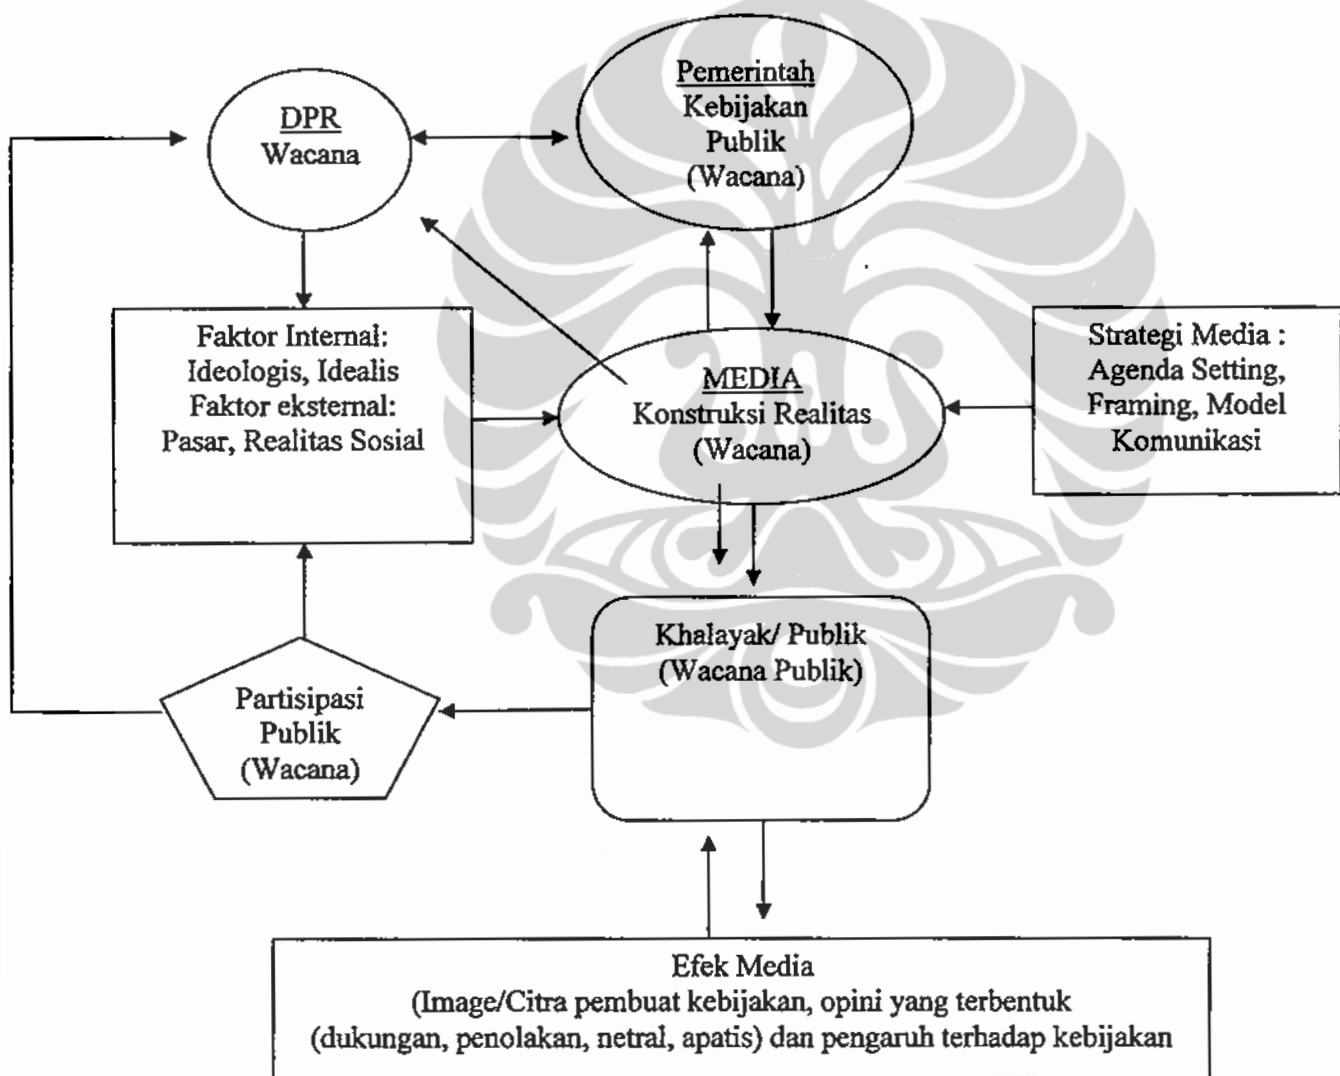 DPR
Wacana
Pemerintah
Kebijakan
Publik
(Wacana)
Faktor Internal:
Ideologis, Idealis
Faktor eksternal:
Pasar, Realitas Sosial
MEDIA
Konstruksi Realitas
(Wacana)
Strategi Media :
Agenda Setting,
Framing, Model
Komunikasi
Partisipasi
Publik
(Wacana)
Khalayak/ Publik
(Wacana Publik)
Efek Media
(Image/Citra pembuat kebijakan, opini yang terbentuk
(dukungan, penolakan, netral, apatis) dan pengaruh terhadap kebijakan